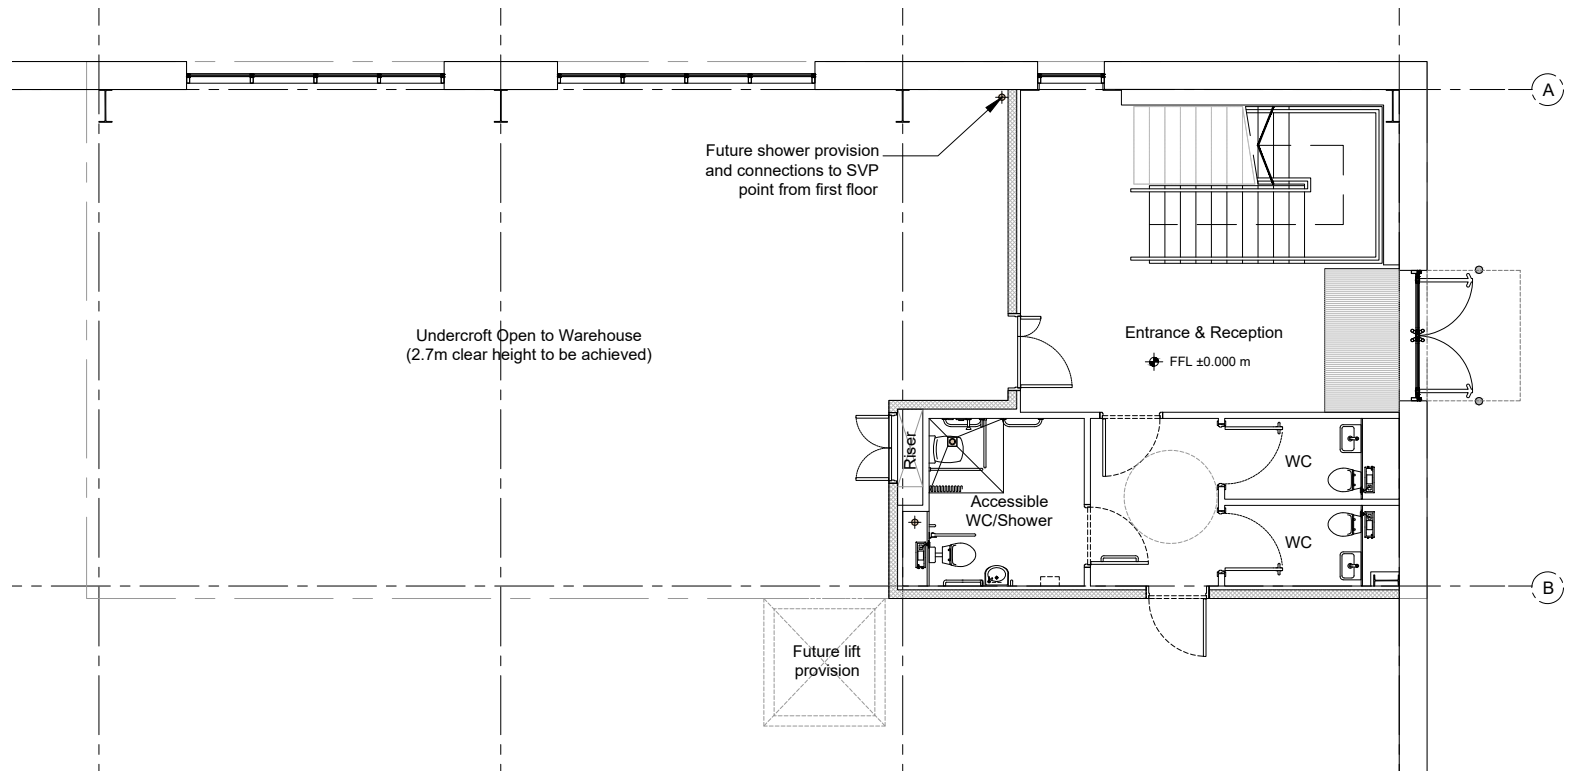 A
Future shower provision
and connections to SVP
point from first floor
Undercroft Open to Warehouse
(2.7m clear height to be achieved)
Entrance & Reception
FFL ±0.000 m
Riser
WC
Accessible
WC/Shower
WC
B
Future lift
provision